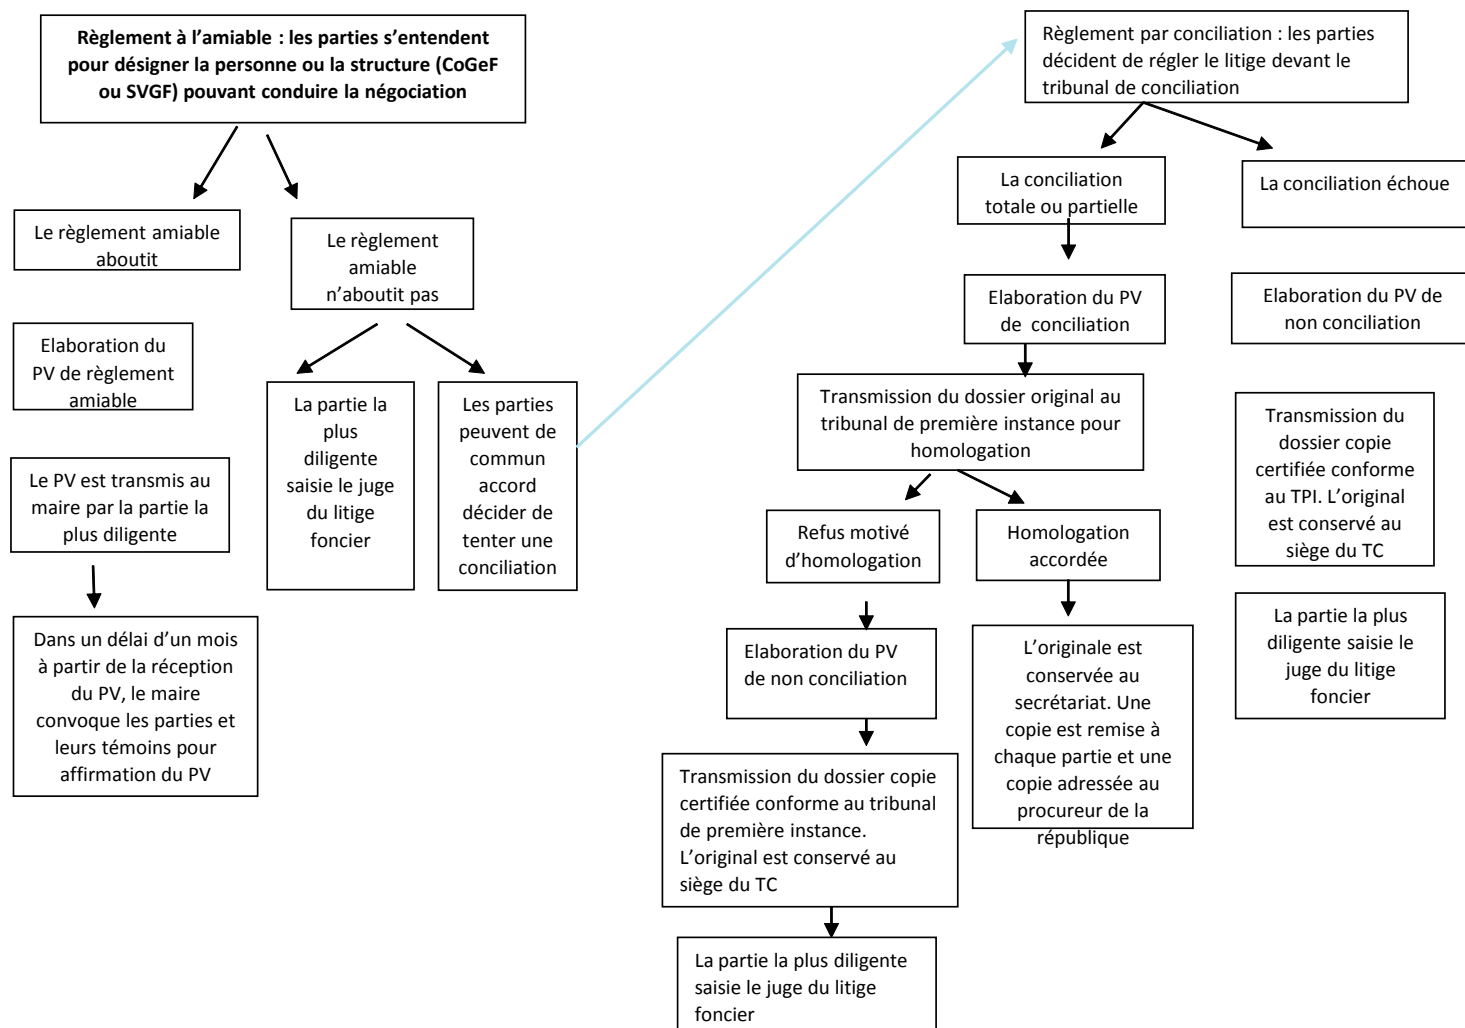 Règlement à l’amiable : les parties s’entendent
pour désigner la personne ou la structure (CoGeF
ou SVGF) pouvant conduire la négociation
Le règlement amiable
aboutit
Le règlement
amiable
n’aboutit pas
Elaboration du
PV de règlement
amiable
La partie la
plus
diligente
saisie le juge
du litige
foncier
Les parties
peuvent de
commun
accord
décider de
tenter une
conciliation
Le PV est transmis au
maire par la partie la
plus diligente
Dans un délai d’un mois
à partir de la réception
du PV, le maire
convoque les parties et
leurs témoins pour
affirmation du PV
Règlement par conciliation : les parties
décident de régler le litige devant le
tribunal de conciliation
La conciliation
totale ou partielle
La conciliation échoue
Elaboration du PV
de conciliation
Elaboration du PV de
non conciliation
Transmission du dossier original au
tribunal de première instance pour
homologation
Transmission du
dossier copie
certifiée conforme
au TPI. L’original
est conservé au
siège du TC
Refus motivé
d’homologation
Homologation
accordée
La partie la plus
diligente saisie le
juge du litige
foncier
Elaboration du PV
de non conciliation
L’originale est
conservée au
secrétariat. Une
copie est remise à
chaque partie et une
copie adressée au
procureur de la
république
Transmission du dossier copie
certifiée conforme au tribunal
de première instance.
L’original est conservé au
siège du TC
La partie la plus diligente
saisie le juge du litige
foncier